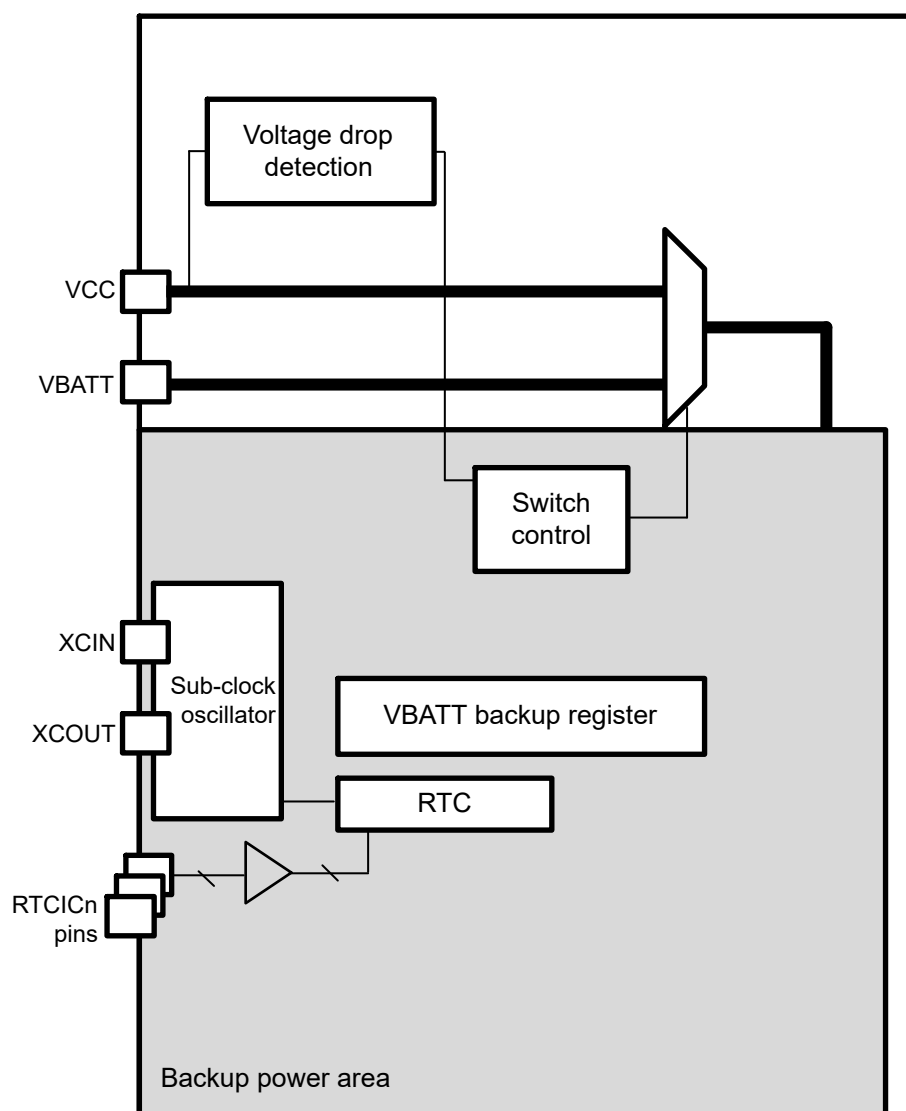 Voltage drop
detection
VCC
VBATT
Switch
control
XCIN
Sub-clock
oscillator
XCOUT
VBATT backup register
RTC
RTCICn
pins
Backup power area